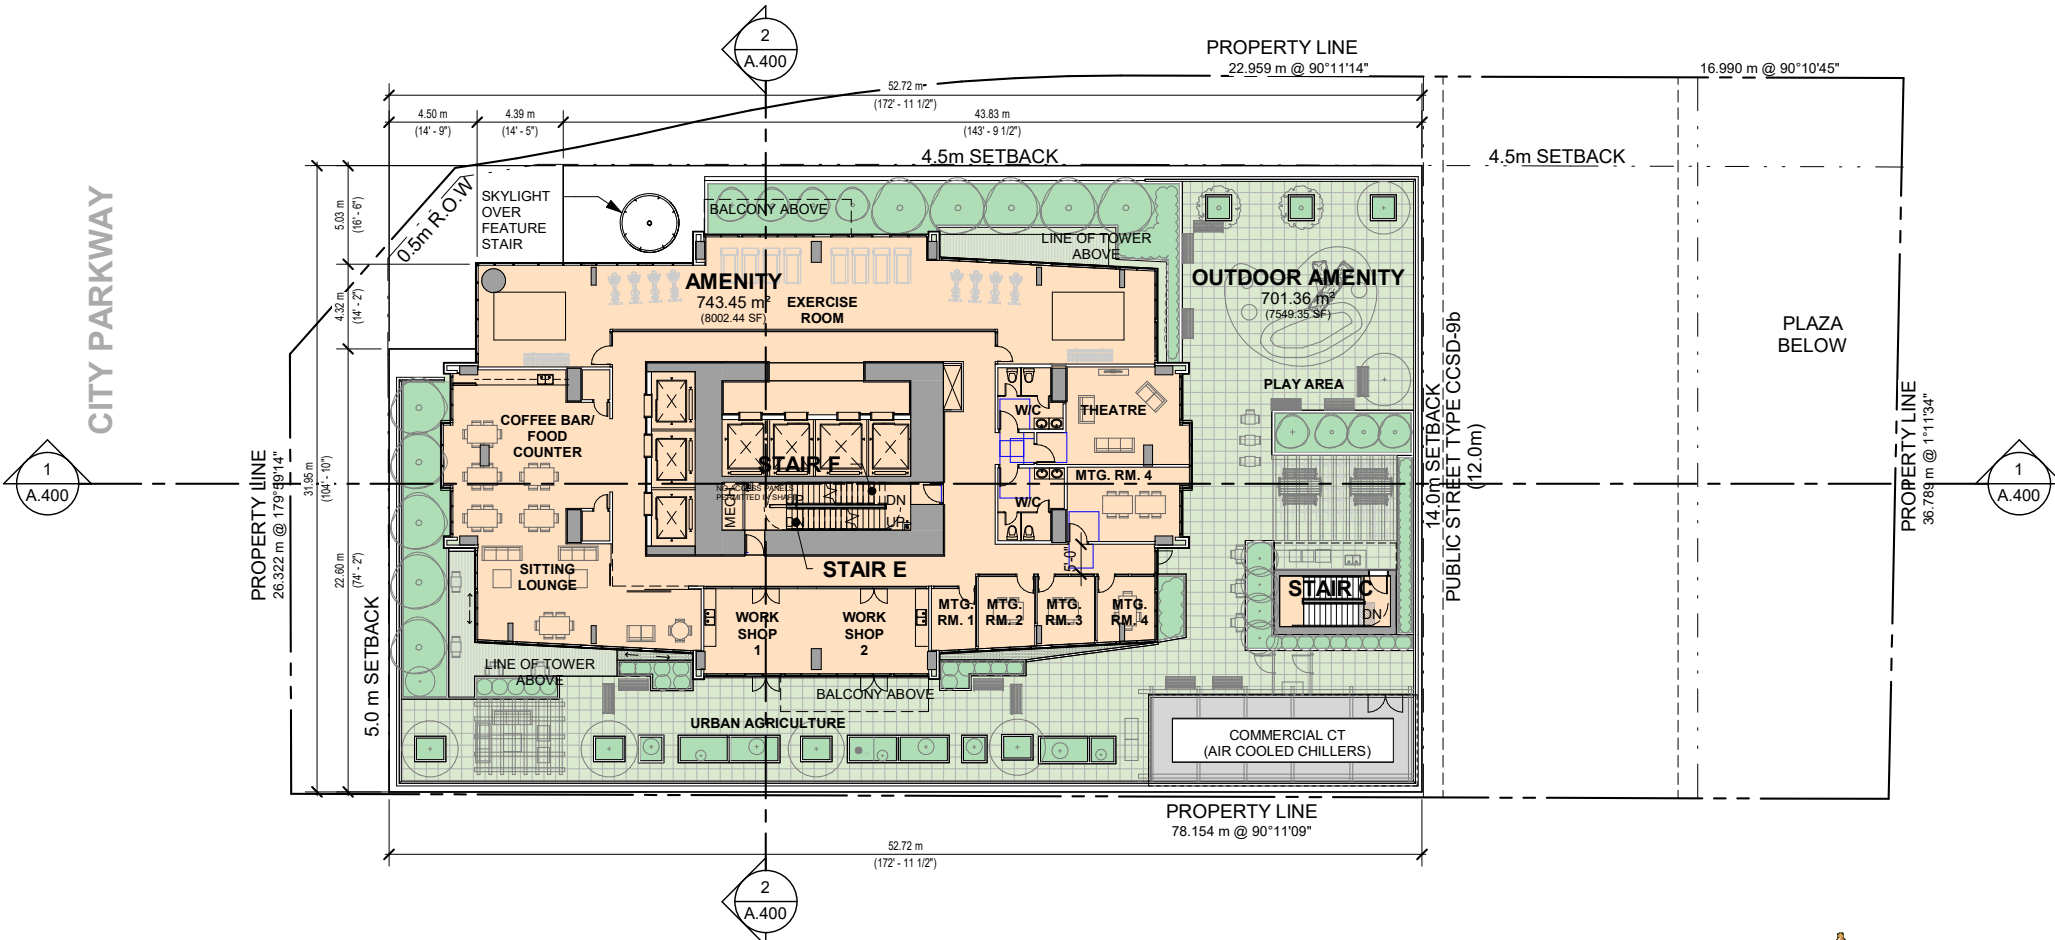 2
A.400
PROPERTY LINE
22.959 m @ 90°11'14"
16.990 m @ 90°10'45"
52.72 m
(172' - 11 1/2")
4.50 m
(14' - 9")
4.39 m
(14' - 5")
43.83 m
(143' - 9 1/2")
4.5m SETBACK
4.5m SETBACK
CITY PARKWAY
0.5m R.O.W
SKYLIGHT
OVER
FEATURE
STAIR
5.03 m
(16' - 6")
4.32 m
(14' - 2")
31.95 m
(104' - 10")
22.60 m
(74' - 2")
BALCONY ABOVE
LINE OF TOWER
ABOVE
AMENITY
743.45 m²
(8002.44 SF)
EXERCISE
ROOM
OUTDOOR AMENITY
701.36 m²
(7549.35 SF)
PLAZA
BELOW
PLAY AREA
COFFEE BAR/
FOOD
COUNTER
W/C
THEATRE
STAIR F
MTG. RM. 4
NO ACCESS PANELS
PERMITTED IN SHAFT
MECH
DN
UP
W/C
1
A.400
PROPERTY LINE
26.322 m @ 179°59'14"
14.0m SETBACK
PUBLIC STREET TYPE CCSD-9b
(12.0m)
PROPERTY LINE
36.789 m @ 1°11'34"
1
A.400
STAIR E
5'-0"
SITTING
LOUNGE
WORK
SHOP
1
WORK
SHOP
2
MTG.
RM. 1
MTG.
RM. 2
MTG.
RM. 3
MTG.
RM. 4
STAIR C
DN
5.0 m SETBACK
LINE OF TOWER
ABOVE
BALCONY ABOVE
URBAN AGRICULTURE
COMMERCIAL CT
(AIR COOLED CHILLERS)
PROPERTY LINE
78.154 m @ 90°11'09"
52.72 m
(172' - 11 1/2")
2
A.400